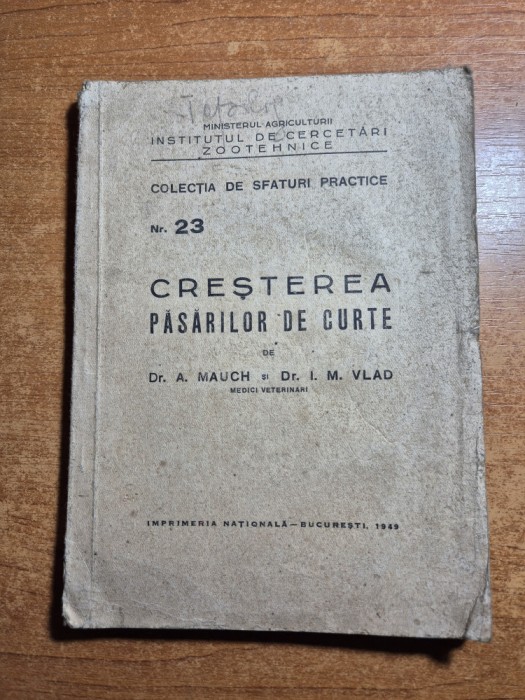 MINISTERUL AGRICULTURII
INSTITUTUL DE CERCETĂRI
ZOOTEHNICE
COLECȚIA DE SFATURI PRACTICE
Nr. 23
CREȘTEREA
PĂSĂRILOR DE CURTE
DE
Dr. A. MAUCH ȘI Dr. I. M. VLAD
MEDICI VETERINARI
IMPRIMERIA NAȚIONALĂ—BUCUREȘTI, 1949